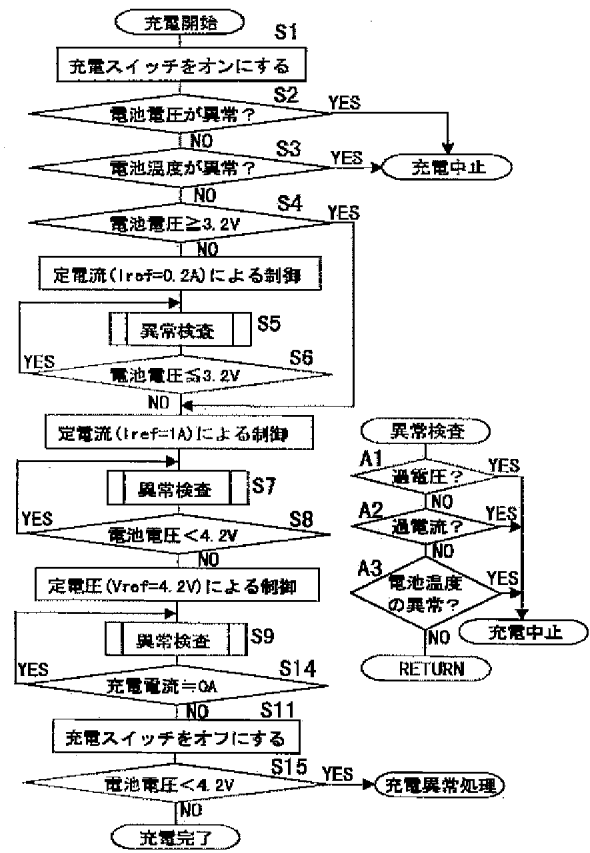 充電開始
S1
充電スイッチをオンにする
S2
電池電圧が異常?
YES
NO
S3
電池温度が異常?
YES
充電中止
NO
S4
電池電圧≧3.2V
YES
NO
定電流(Iref=0.2A)による制御
異常検査
S5
S6
YES
電池電圧≦3.2V
NO
定電流(Iref=1A)による制御
異常検査
S7
S8
YES
電池電圧<4.2V
NO
定電圧(Vref=4.2V)による制御
異常検査
S9
S14
YES
充電電流≒0A
NO
S11
充電スイッチをオフにする
S15
電池電圧<4.2V
YES
充電異常処理
NO
充電完了
異常検査
A1
過電圧?
YES
NO
A2
過電流?
YES
NO
A3
電池温度
の異常?
YES
NO
充電中止
RETURN